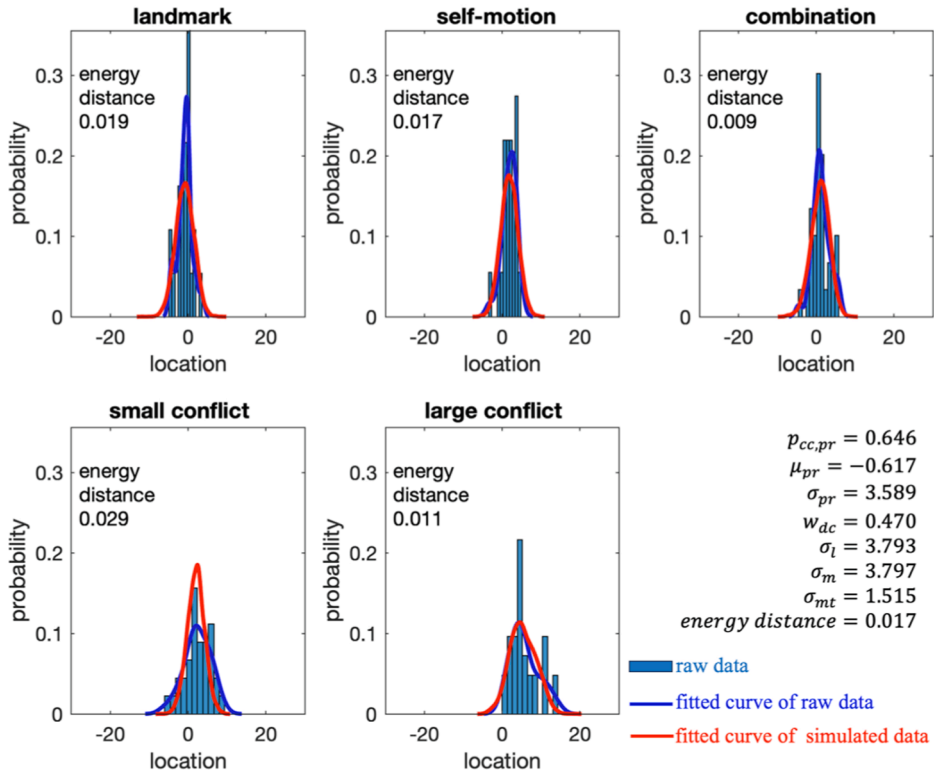 landmark
energy
distance
0.019
probability
0.3
0.2
0.1
0
-20 0 20
location
self-motion
energy
distance
0.017
probability
0.3
0.2
0.1
0
-20 0 20
location
combination
energy
distance
0.009
probability
0.3
0.2
0.1
0
-20 0 20
location
small conflict
energy
distance
0.029
probability
0.3
0.2
0.1
0
-20 0 20
location
large conflict
energy
distance
0.011
probability
0.3
0.2
0.1
0
-20 0 20
location
p_{cc,pr} = 0.646
μ_{pr} = −0.617
σ_{pr} = 3.589
w_{dc} = 0.470
σ_l = 3.793
σ_m = 3.797
σ_{mt} = 1.515
energy distance = 0.017
raw data
fitted curve of raw data
fitted curve of simulated data